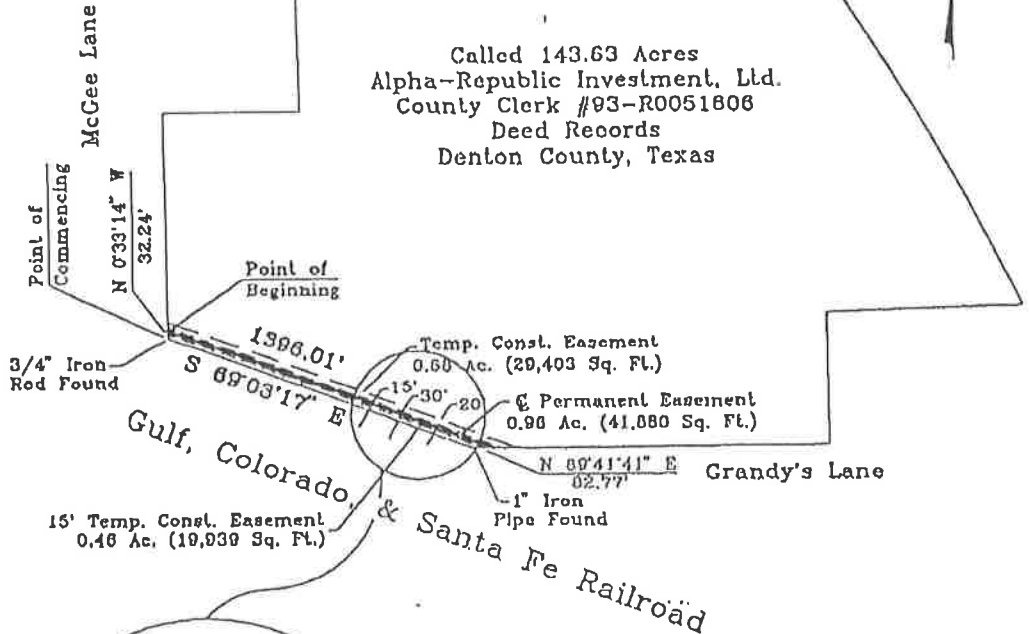 McGee Lane
Called 143.63 Acres
Alpha-Republic Investment, Ltd.
County Clerk #93-R0051606
Deed Records
Denton County, Texas
Point of
Commencing
N 0°33'14" W
32.24'
Point of
Beginning
3/4" Iron
Rod Found
1396.01'
S 69°03'17" E
Temp. Const. Easement
0.68 Ac. (29,403 Sq. Ft.)
15'
30'
20'
℄ Permanent Easement
0.96 Ac. (41,880 Sq. Ft.)
N 89°41'41" E
82.77'
Grandy's Lane
1" Iron
Pipe Found
15' Temp. Const. Easement
0.46 Ac. (19,939 Sq. Ft.)
Gulf, Colorado, & Santa Fe Railroad